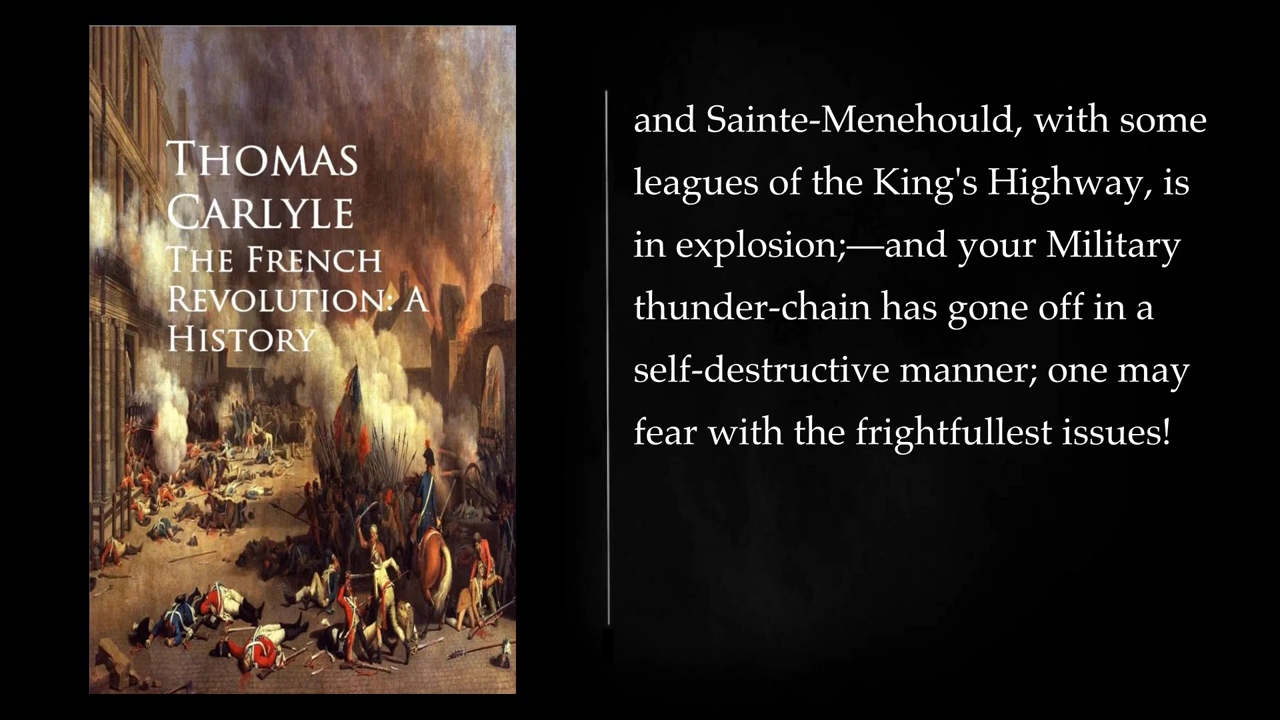 THOMAS
CARLYLE
THE FRENCH
REVOLUTION: A
HISTORY
and Sainte-Menehould, with some
leagues of the King's Highway, is
in explosion;—and your Military
thunder-chain has gone off in a
self-destructive manner; one may
fear with the frightfullest issues!